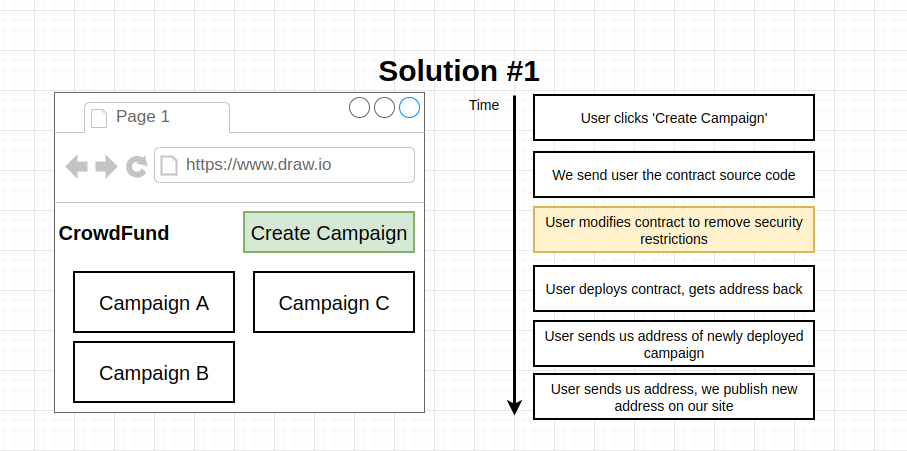 Solution #1
Page 1
https://www.draw.io
CrowdFund
Create Campaign
Campaign A
Campaign C
Campaign B
Time
User clicks 'Create Campaign'
We send user the contract source code
User modifies contract to remove security
restrictions
User deploys contract, gets address back
User sends us address of newly deployed
campaign
User sends us address, we publish new
address on our site